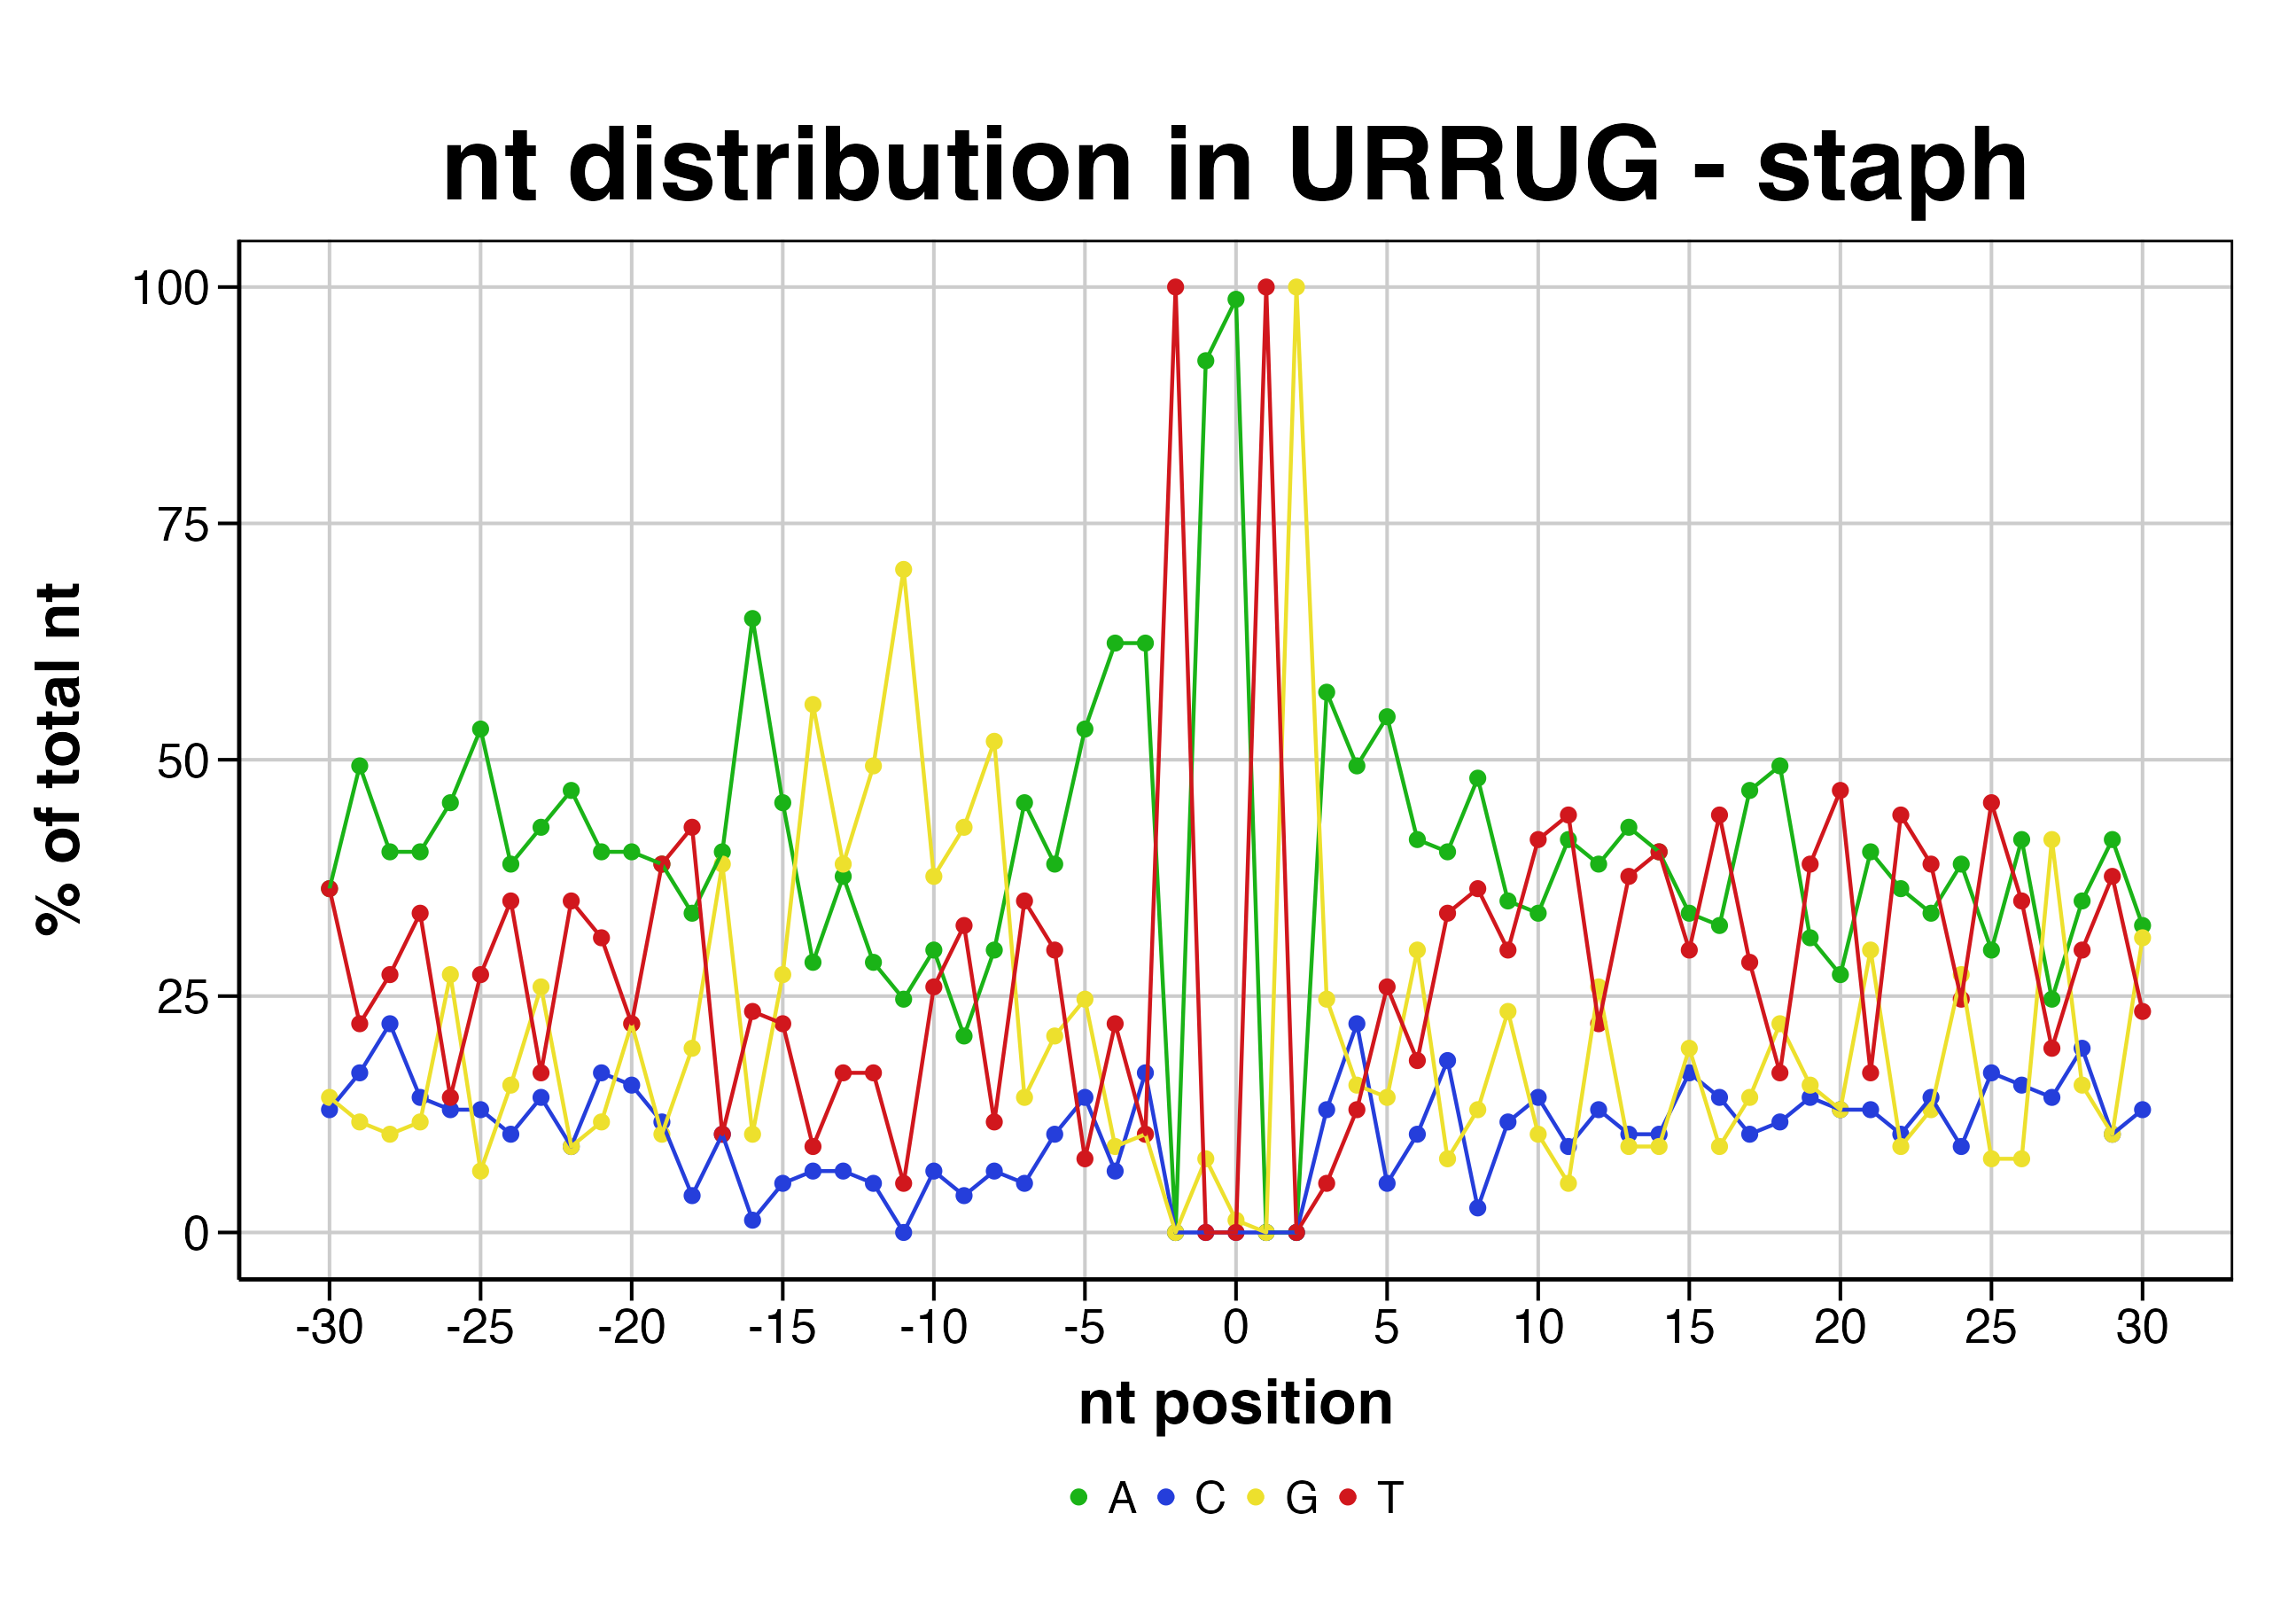 nt distribution in URRUG - staph
100
75
50
25
0
% of total nt
-30 -25 -20 -15 -10 -5 0 5 10 15 20 25 30
nt position
A C G T